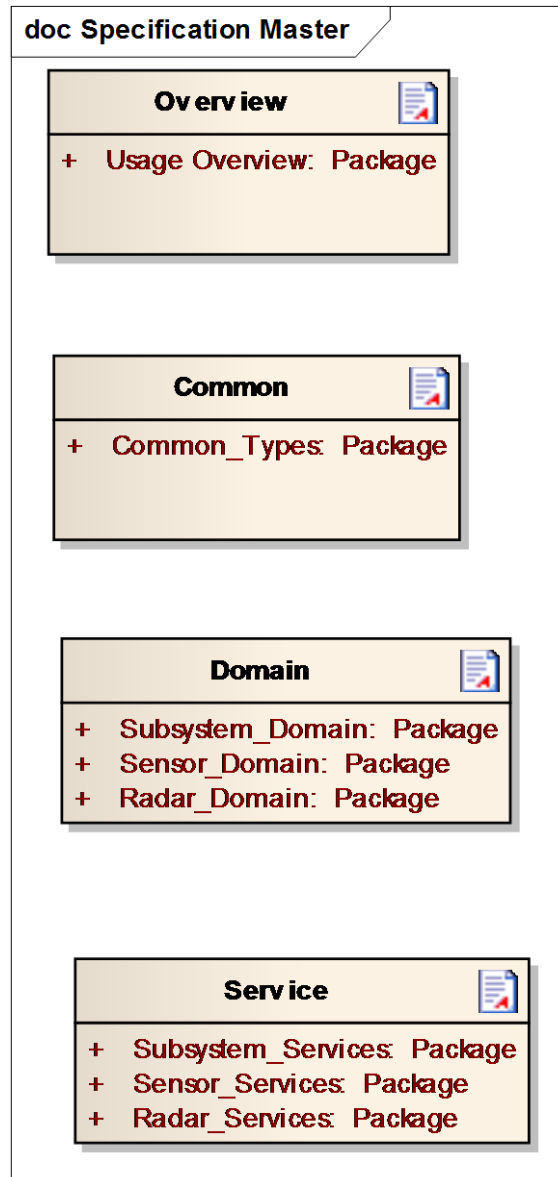 doc Specification Master
Overview
+ Usage Overview: Package
Common
+ Common_Types: Package
Domain
+ Subsystem_Domain: Package
+ Sensor_Domain: Package
+ Radar_Domain: Package
Service
+ Subsystem_Services: Package
+ Sensor_Services: Package
+ Radar_Services: Package